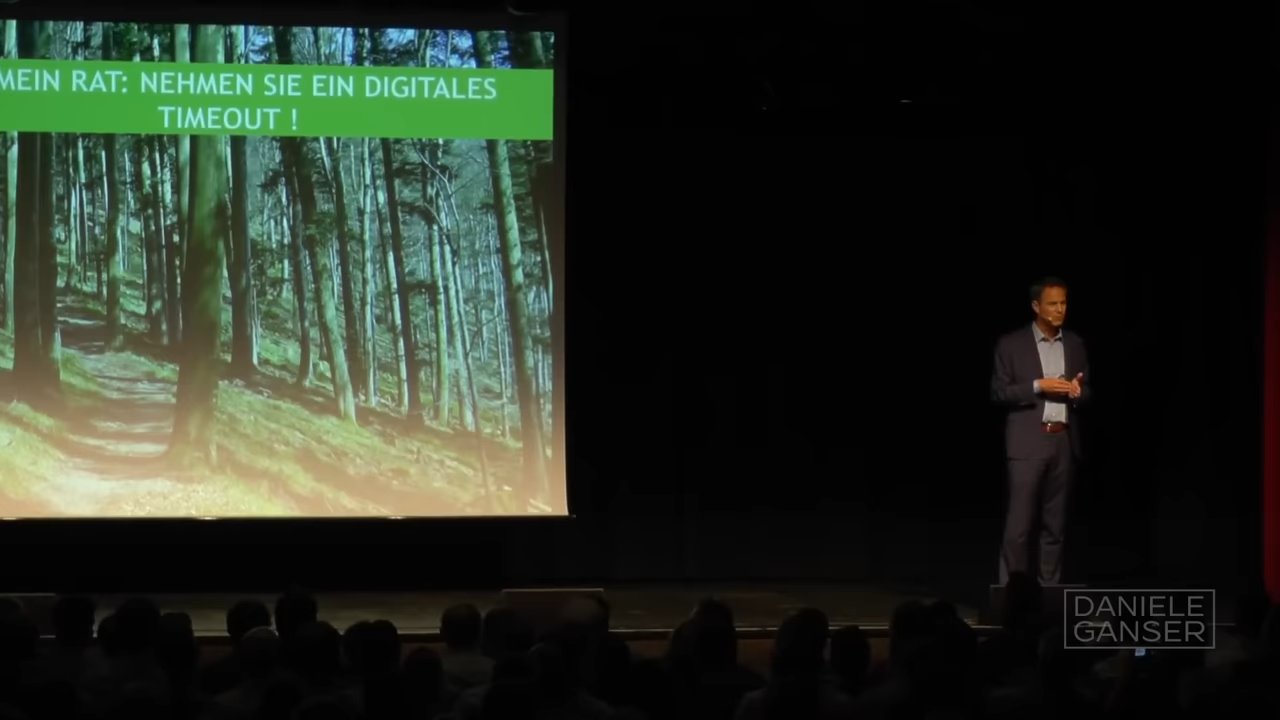 MEIN RAT: NEHMEN SIE EIN DIGITALES
TIMEOUT !
DANIELE
GANSER